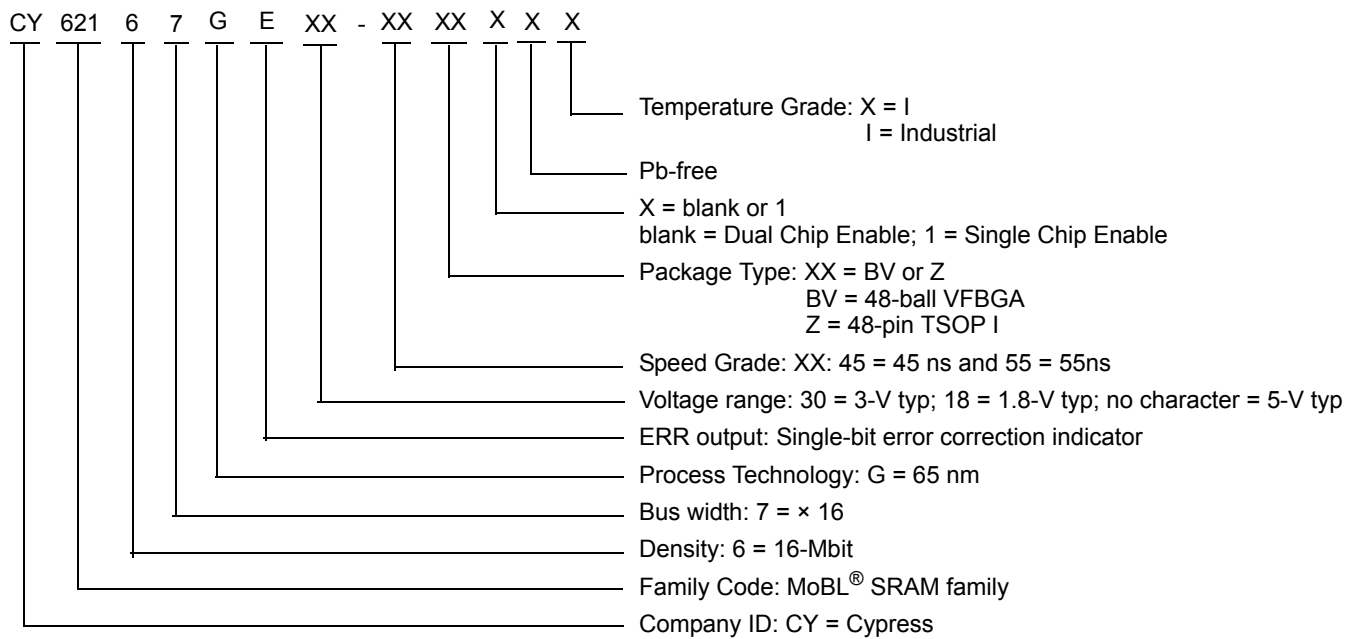 CY 621 6 7 G E XX - XX XX X X X
Temperature Grade: X = I
I = Industrial
Pb-free
X = blank or 1
blank = Dual Chip Enable; 1 = Single Chip Enable
Package Type: XX = BV or Z
BV = 48-ball VFBGA
Z = 48-pin TSOP I
Speed Grade: XX: 45 = 45 ns and 55 = 55ns
Voltage range: 30 = 3-V typ; 18 = 1.8-V typ; no character = 5-V typ
ERR output: Single-bit error correction indicator
Process Technology: G = 65 nm
Bus width: 7 = × 16
Density: 6 = 16-Mbit
Family Code: MoBL® SRAM family
Company ID: CY = Cypress